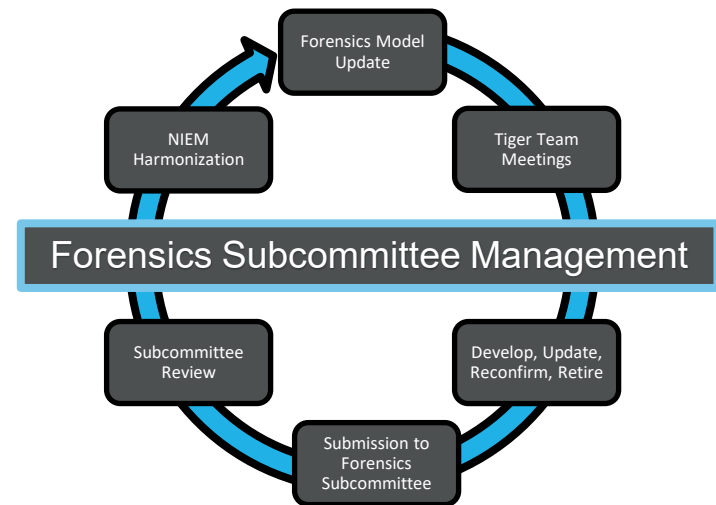 Forensics Model
Update
NIEM
Harmonization
Tiger Team
Meetings
Forensics Subcommittee Management
Subcommittee
Review
Develop, Update,
Reconfirm, Retire
Submission to
Forensics
Subcommittee